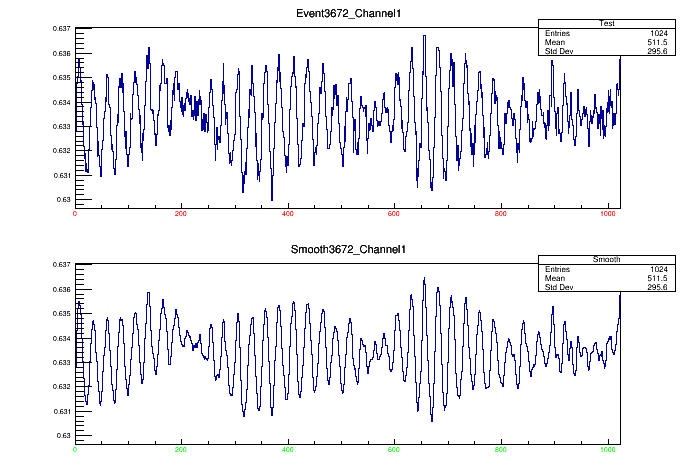 Event3672_Channel1
Test
Entries 1024
Mean 511.5
Std Dev 295.6
0.637
0.636
0.635
0.634
0.633
0.632
0.631
0.63
0 200 400 600 800 1000
Smooth3672_Channel1
Smooth
Entries 1024
Mean 511.5
Std Dev 295.6
0.637
0.636
0.635
0.634
0.633
0.632
0.631
0.63
0 200 400 600 800 1000